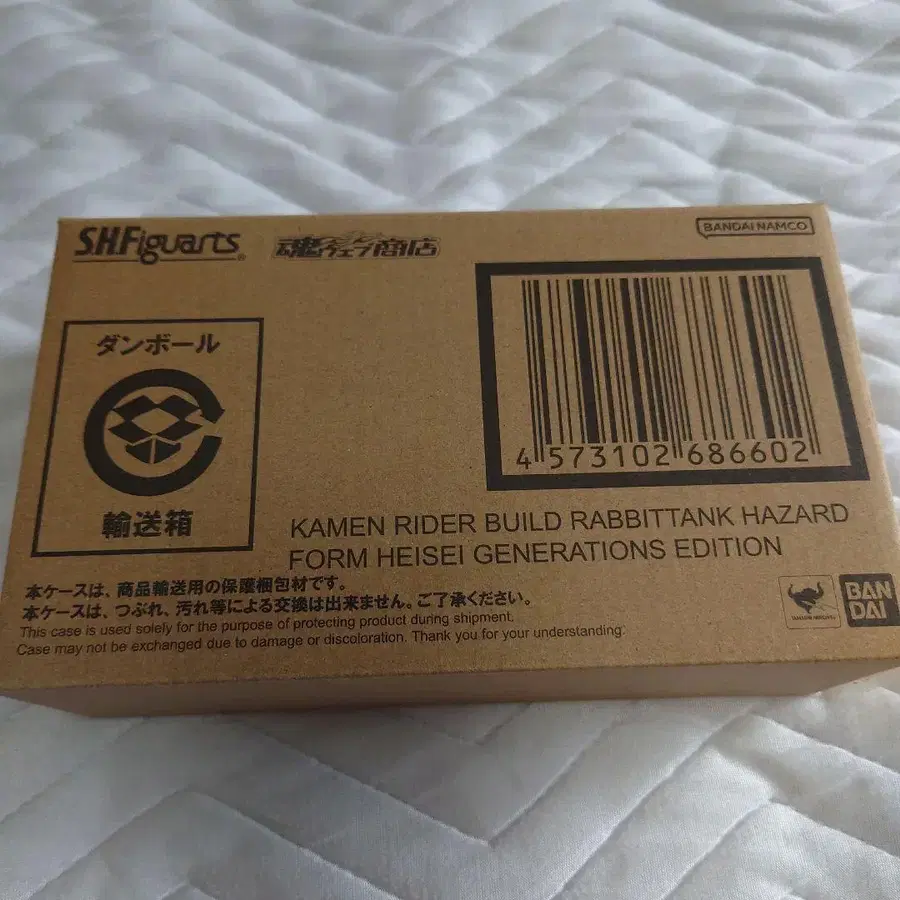 S.H.Figuarts®
魂ウェブ商店
BANDAI NAMCO
ダンボール
輸送箱
4 573102 686602
KAMEN RIDER BUILD RABBITTANK HAZARD
FORM HEISEI GENERATIONS EDITION
本ケースは、商品輸送用の保護梱包材です。
本ケースは、つぶれ、汚れ等による交換は出来ません。ご了承ください。
This case is used solely for the purpose of protecting product during shipment.
Case may not be exchanged due to damage or discoloration. Thank you for your understanding.
BAN
DAI